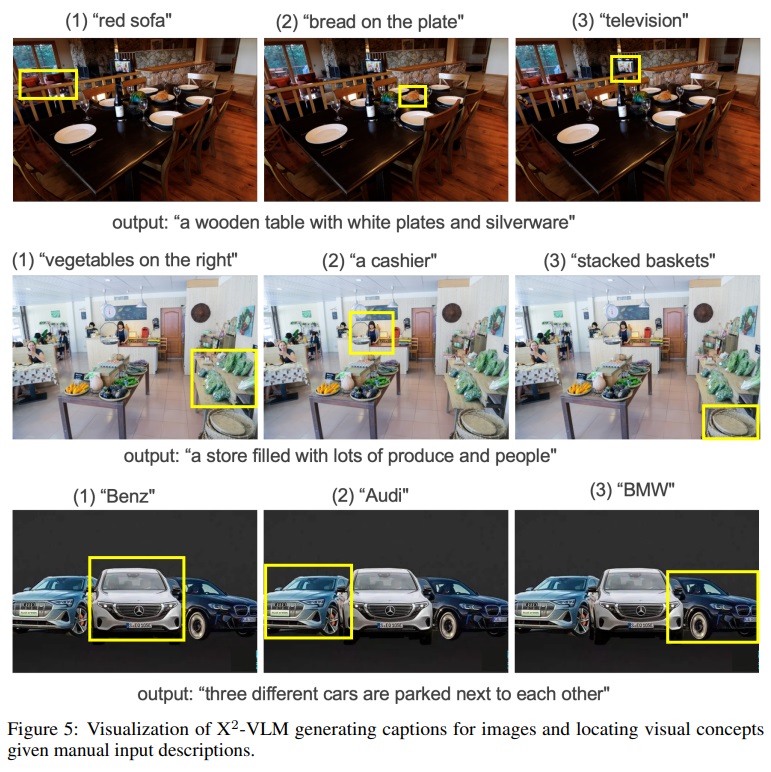 (1) “red sofa" (2) “bread on the plate" (3) “television"
output: “a wooden table with white plates and silverware"
(1) “vegetables on the right" (2) “a cashier" (3) “stacked baskets"
output: “a store filled with lots of produce and people"
(1) “Benz" (2) “Audi" (3) “BMW"
output: “three different cars are parked next to each other"
Figure 5: Visualization of X²-VLM generating captions for images and locating visual concepts
given manual input descriptions.